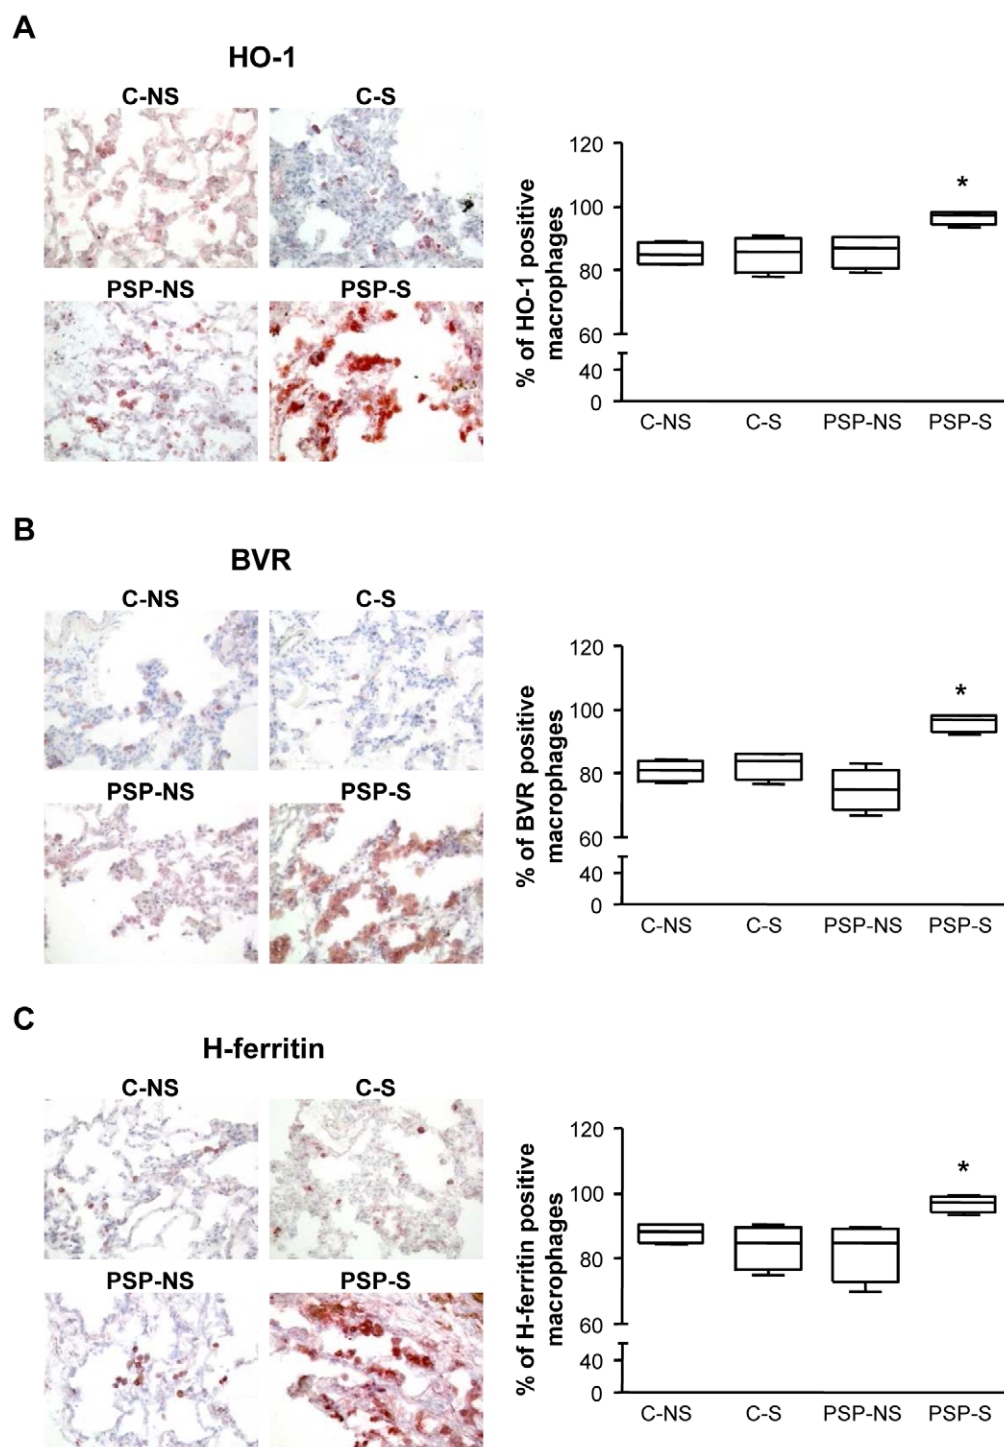 A
HO-1
C-NS
C-S
PSP-NS
PSP-S
% of HO-1 positive
macrophages
120
100
80
60
40
0
*
C-NS
C-S
PSP-NS
PSP-S
B
BVR
C-NS
C-S
PSP-NS
PSP-S
% of BVR positive
macrophages
120
100
80
60
40
0
*
C-NS
C-S
PSP-NS
PSP-S
C
H-ferritin
C-NS
C-S
PSP-NS
PSP-S
% of H-ferritin positive
macrophages
120
100
80
60
40
0
*
C-NS
C-S
PSP-NS
PSP-S